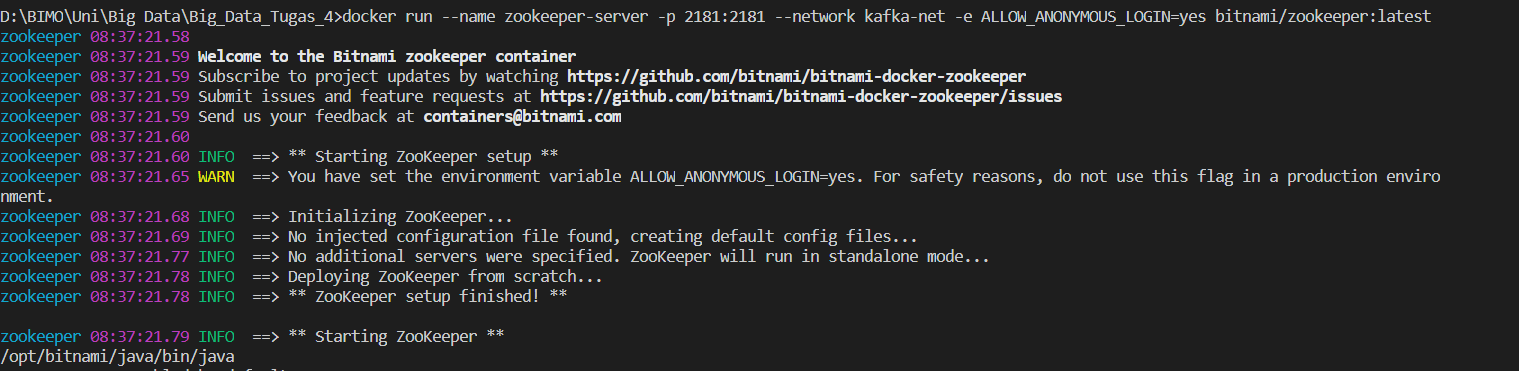 D:\BIMO\Uni\Big Data\Big_Data_Tugas_4>docker run --name zookeeper-server -p 2181:2181 --network kafka-net -e ALLOW_ANONYMOUS_LOGIN=yes bitnami/zookeeper:latest
zookeeper 08:37:21.58
zookeeper 08:37:21.59 Welcome to the Bitnami zookeeper container
zookeeper 08:37:21.59 Subscribe to project updates by watching https://github.com/bitnami/bitnami-docker-zookeeper
zookeeper 08:37:21.59 Submit issues and feature requests at https://github.com/bitnami/bitnami-docker-zookeeper/issues
zookeeper 08:37:21.59 Send us your feedback at containers@bitnami.com
zookeeper 08:37:21.60
zookeeper 08:37:21.60 INFO  ==> ** Starting ZooKeeper setup **
zookeeper 08:37:21.65 WARN  ==> You have set the environment variable ALLOW_ANONYMOUS_LOGIN=yes. For safety reasons, do not use this flag in a production enviro
nment.
zookeeper 08:37:21.68 INFO  ==> Initializing ZooKeeper...
zookeeper 08:37:21.69 INFO  ==> No injected configuration file found, creating default config files...
zookeeper 08:37:21.77 INFO  ==> No additional servers were specified. ZooKeeper will run in standalone mode...
zookeeper 08:37:21.78 INFO  ==> Deploying ZooKeeper from scratch...
zookeeper 08:37:21.78 INFO  ==> ** ZooKeeper setup finished! **
zookeeper 08:37:21.79 INFO  ==> ** Starting ZooKeeper **
/opt/bitnami/java/bin/java